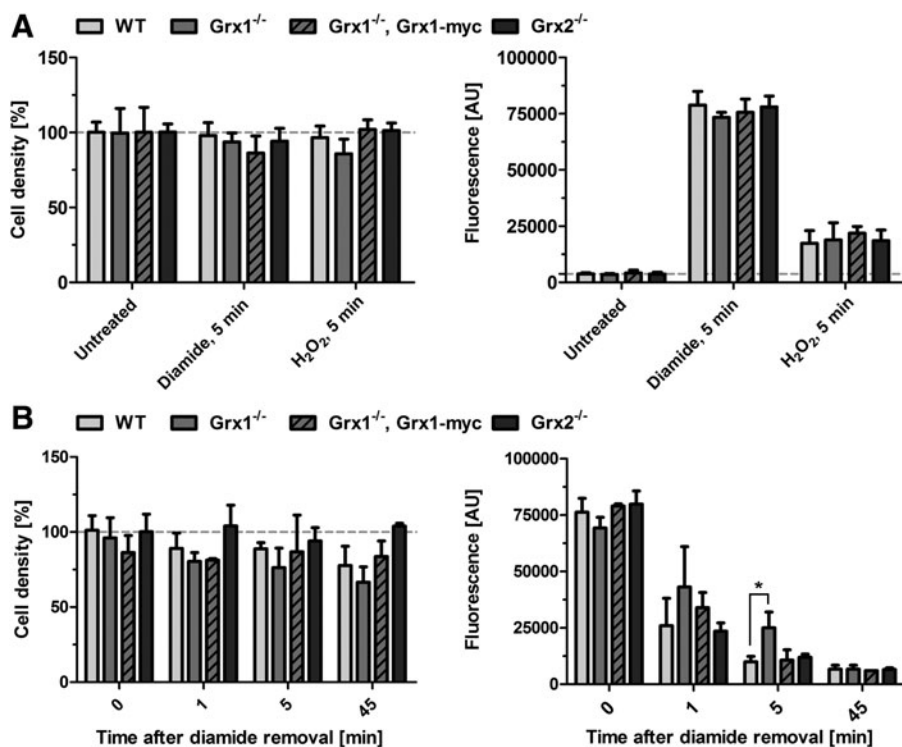 A
WT Grx1-/- Grx1-/-, Grx1-myc Grx2-/-
Cell density [%]
150
100
50
0
Untreated
Diamide, 5 min
H2O2, 5 min
Fluorescence [AU]
100000
75000
50000
25000
0
Untreated
Diamide, 5 min
H2O2, 5 min
B
WT Grx1-/- Grx1-/-, Grx1-myc Grx2-/-
Cell density [%]
150
100
50
0
0 1 5 45
Time after diamide removal [min]
Fluorescence [AU]
100000
75000
50000
25000
0
*
0 1 5 45
Time after diamide removal [min]